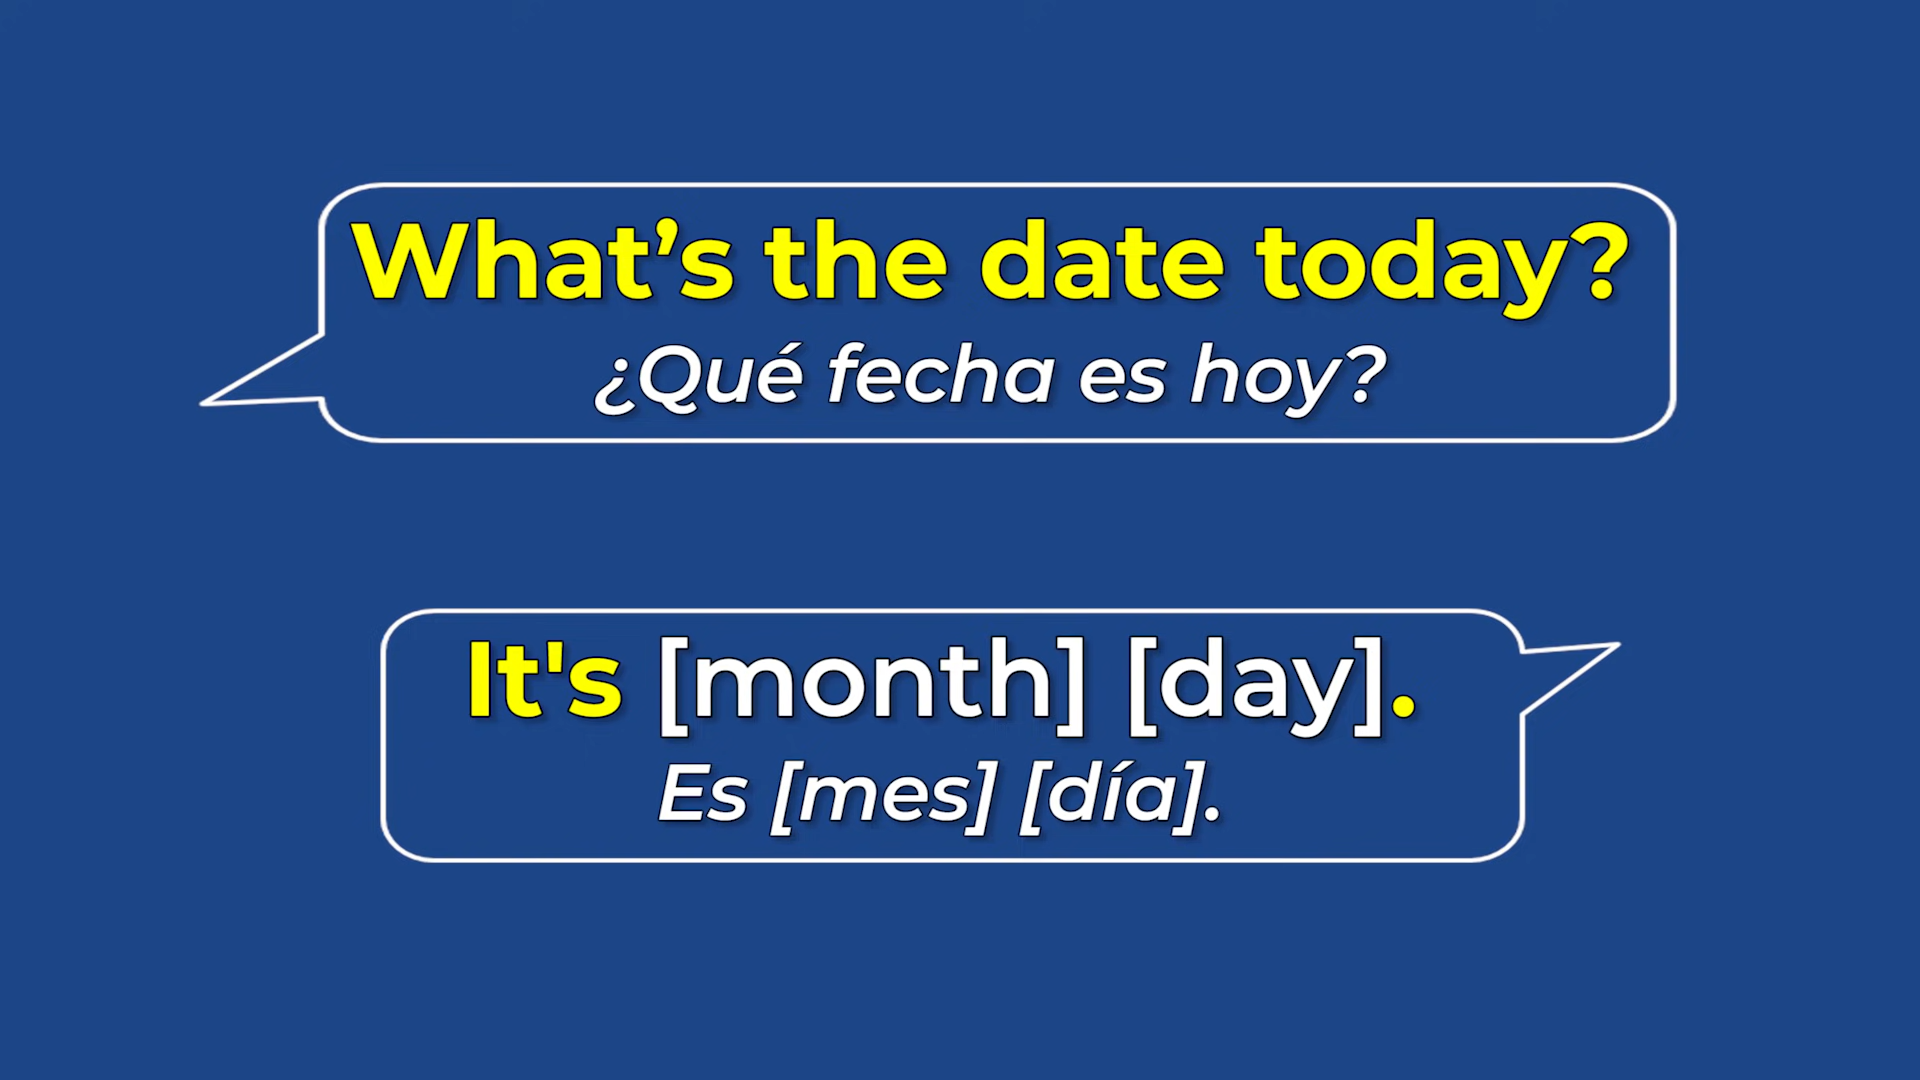 What’s the date today?
¿Qué fecha es hoy?
It's [month] [day].
Es [mes] [día].